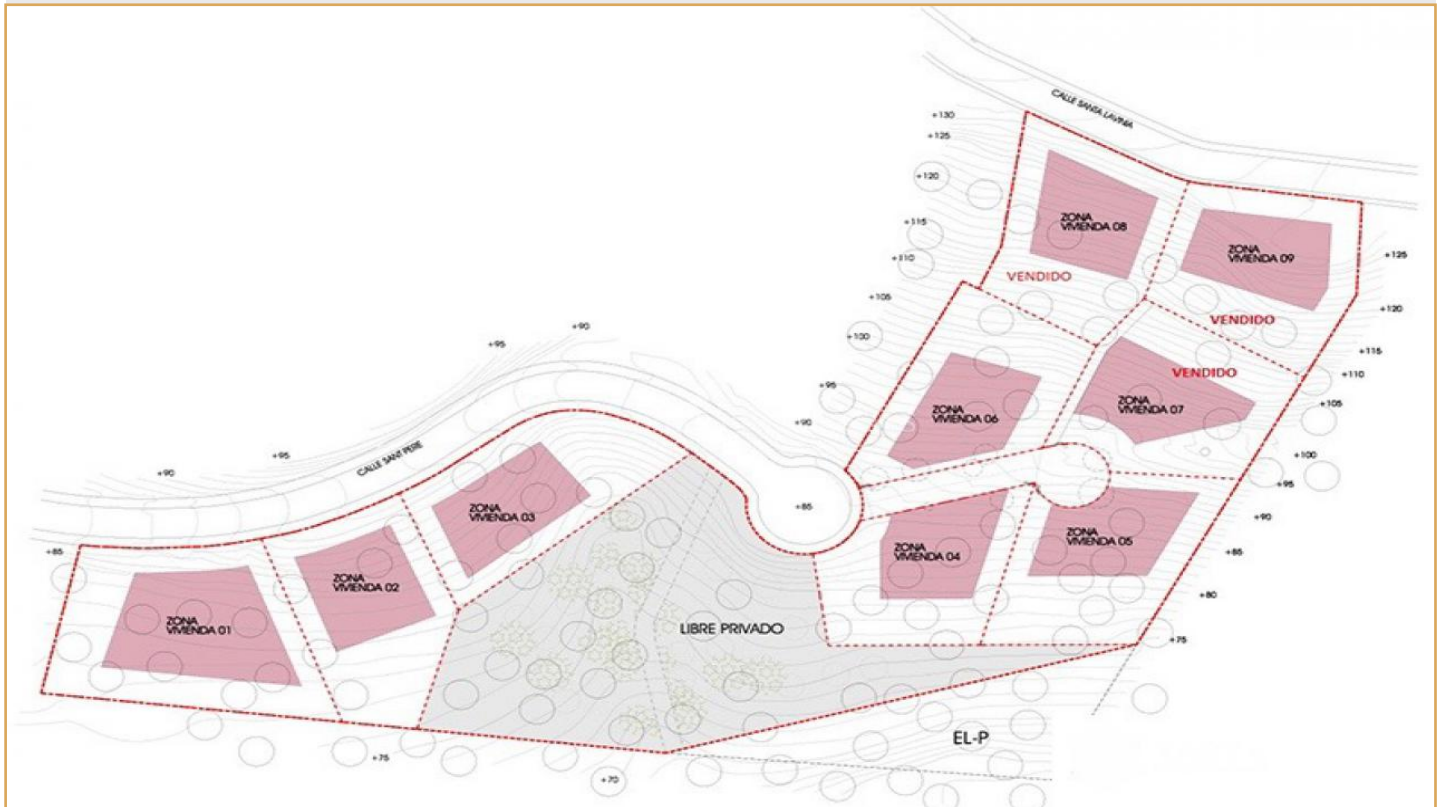 CALLE SANTA LAVINIA
+130
+125
+120
+115
+110
+105
+100
+95
+90
ZONA
VIVIENDA 08
VENDIDO
ZONA
VIVIENDA 09
VENDIDO
+125
+120
+115
+110
+105
+100
+95
+90
+85
+80
+75
VENDIDO
ZONA
VIVIENDA 07
ZONA
VIVIENDA 06
+90
+95
CALLE SANT PERE
+95
+90
+85
+85
ZONA
VIVIENDA 03
ZONA
VIVIENDA 02
ZONA
VIVIENDA 01
ZONA
VIVIENDA 04
ZONA
VIVIENDA 05
LIBRE PRIVADO
EL-P
+75
+70